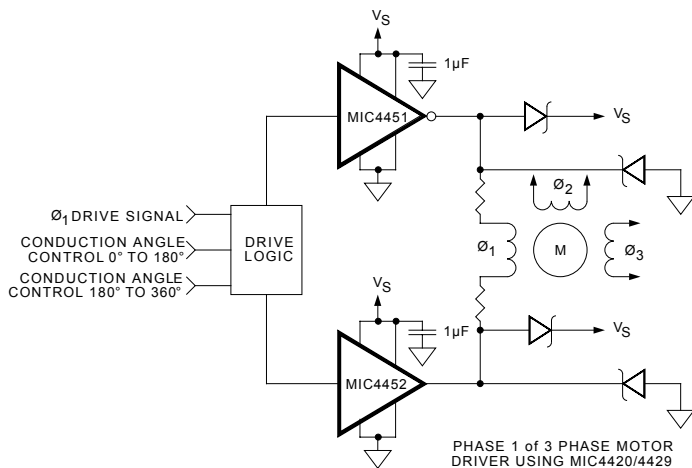 VS
1µF
MIC4451
VS
Ø2
Ø1 DRIVE SIGNAL
CONDUCTION ANGLE
CONTROL 0° TO 180°
CONDUCTION ANGLE
CONTROL 180° TO 360°
DRIVE
LOGIC
Ø1
M
Ø3
VS
1µF
VS
MIC4452
PHASE 1 of 3 PHASE MOTOR
DRIVER USING MIC4420/4429